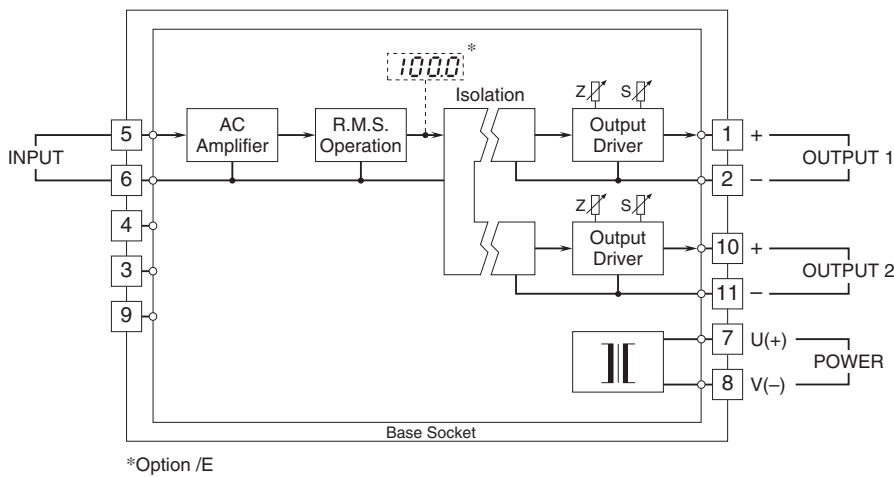 100.0
*
Isolation
Z S
5
AC
Amplifier
R.M.S.
Operation
Output
Driver
1 +
INPUT
OUTPUT 1
6
2 –
4
Z S
Output
Driver
10 +
3
OUTPUT 2
11 –
9
7 U(+)
POWER
8 V(–)
Base Socket
*Option /E